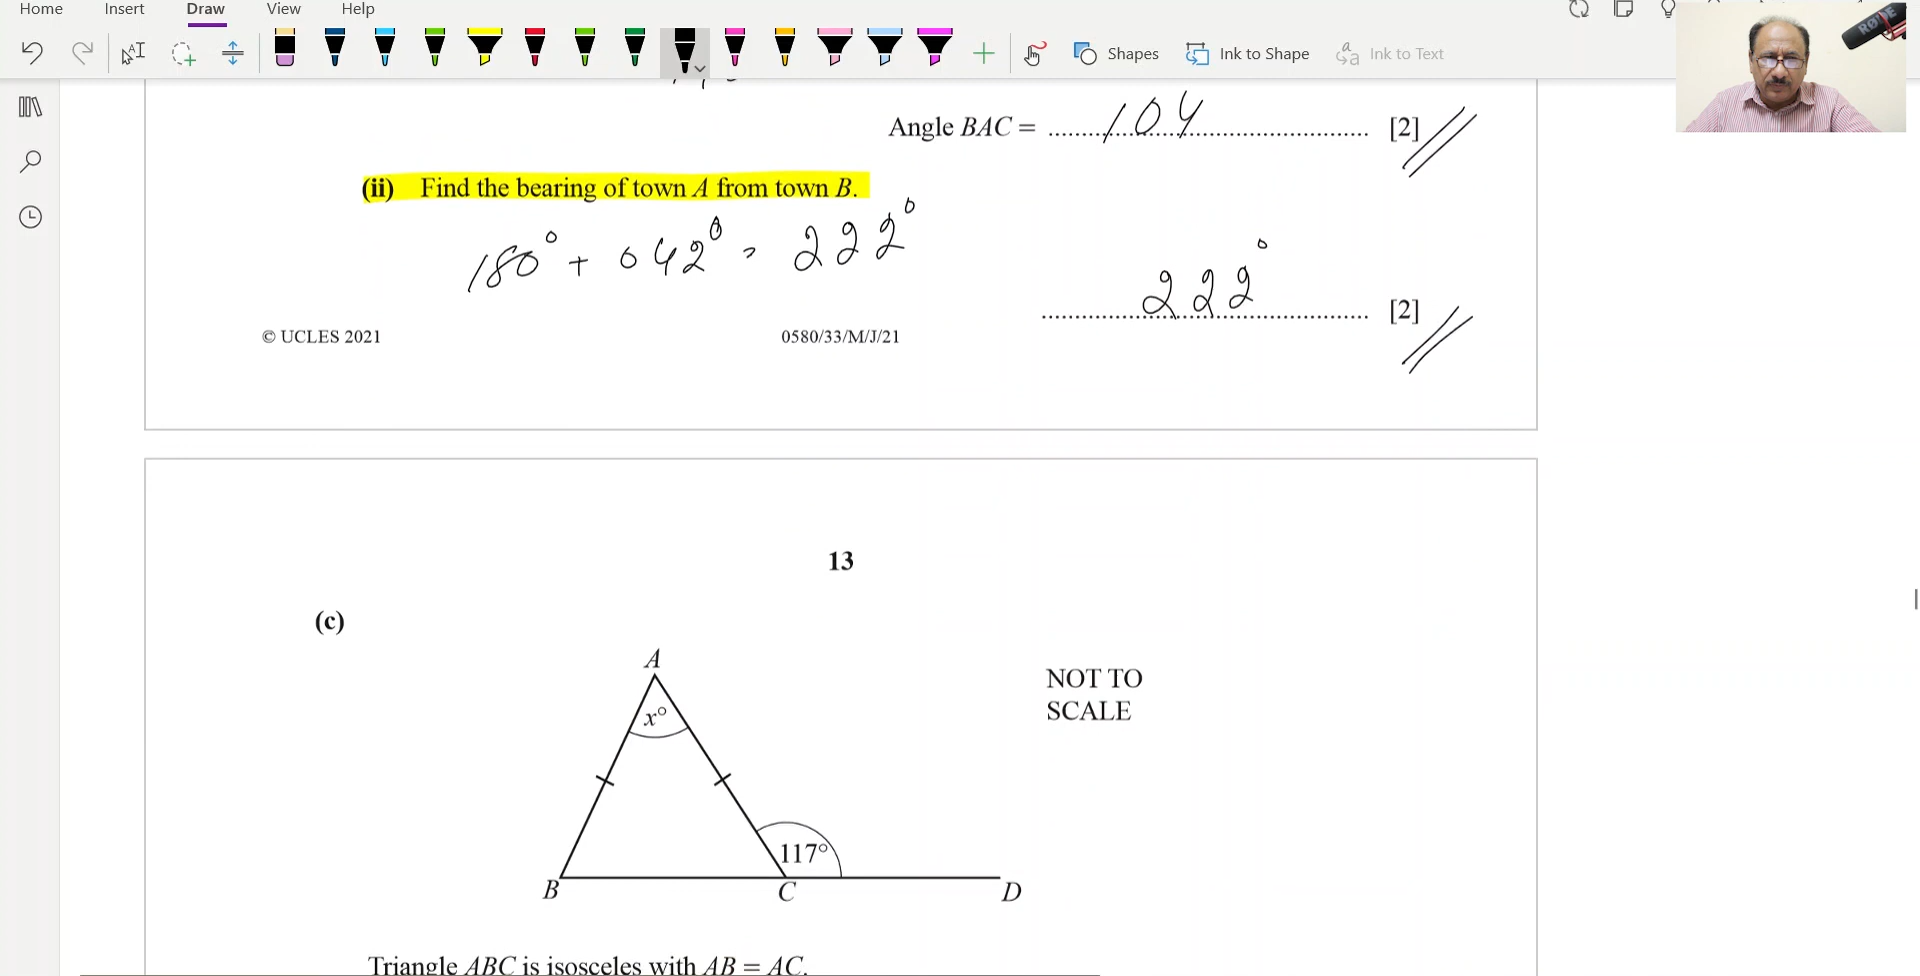 Home Insert Draw View Help
Shapes Ink to Shape Ink to Text
RØDE
Angle BAC = 104 [2]
(ii) Find the bearing of town A from town B.
180° + 042° = 222°
222° [2]
© UCLES 2021 0580/33/M/J/21
13
(c)
A
NOT TO
SCALE
x°
117°
B C D
Triangle ABC is isosceles with AB = AC.